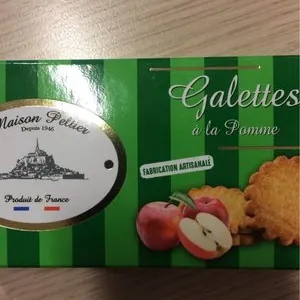 Maison Peltier
Depuis 1946
Produit de France
Galettes
à la Pomme
FABRICATION ARTISANALE